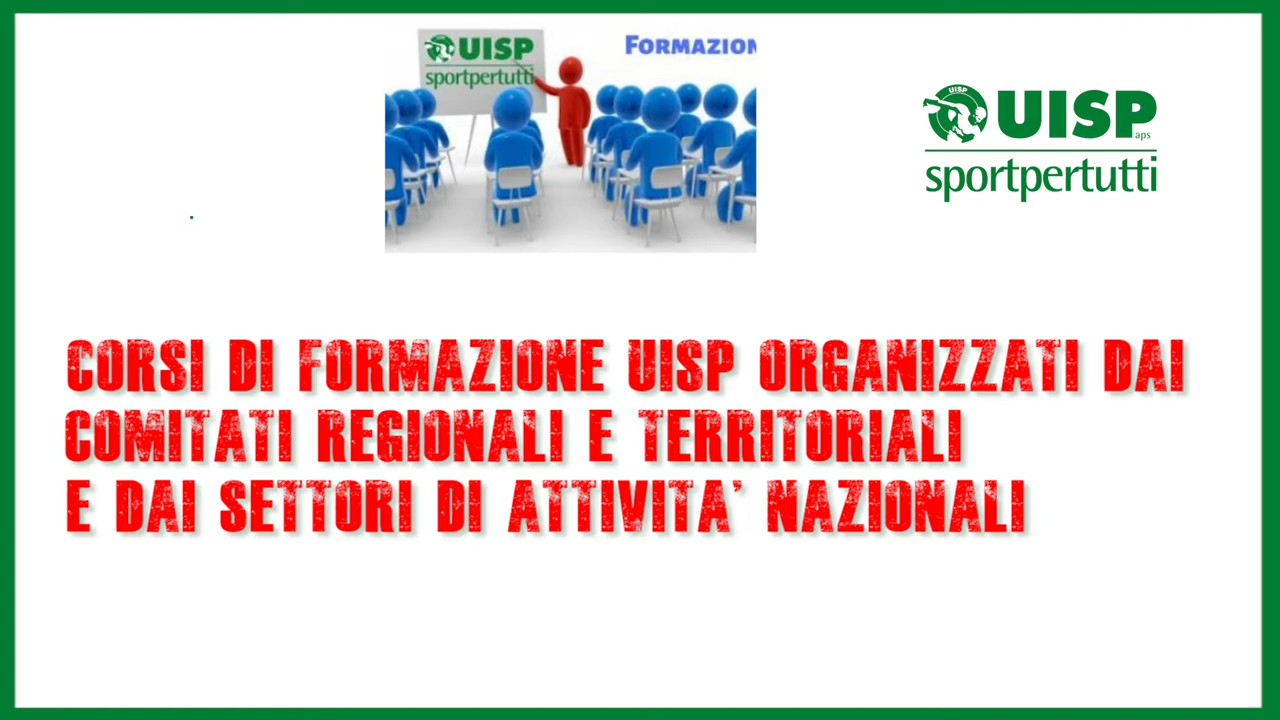 UISP
sportpertutti
FORMAZION
UISP
UISP
aps
sportpertutti
CORSI DI FORMAZIONE UISP ORGANIZZATI DAI
COMITATI REGIONALI E TERRITORIALI
E DAI SETTORI DI ATTIVITA' NAZIONALI